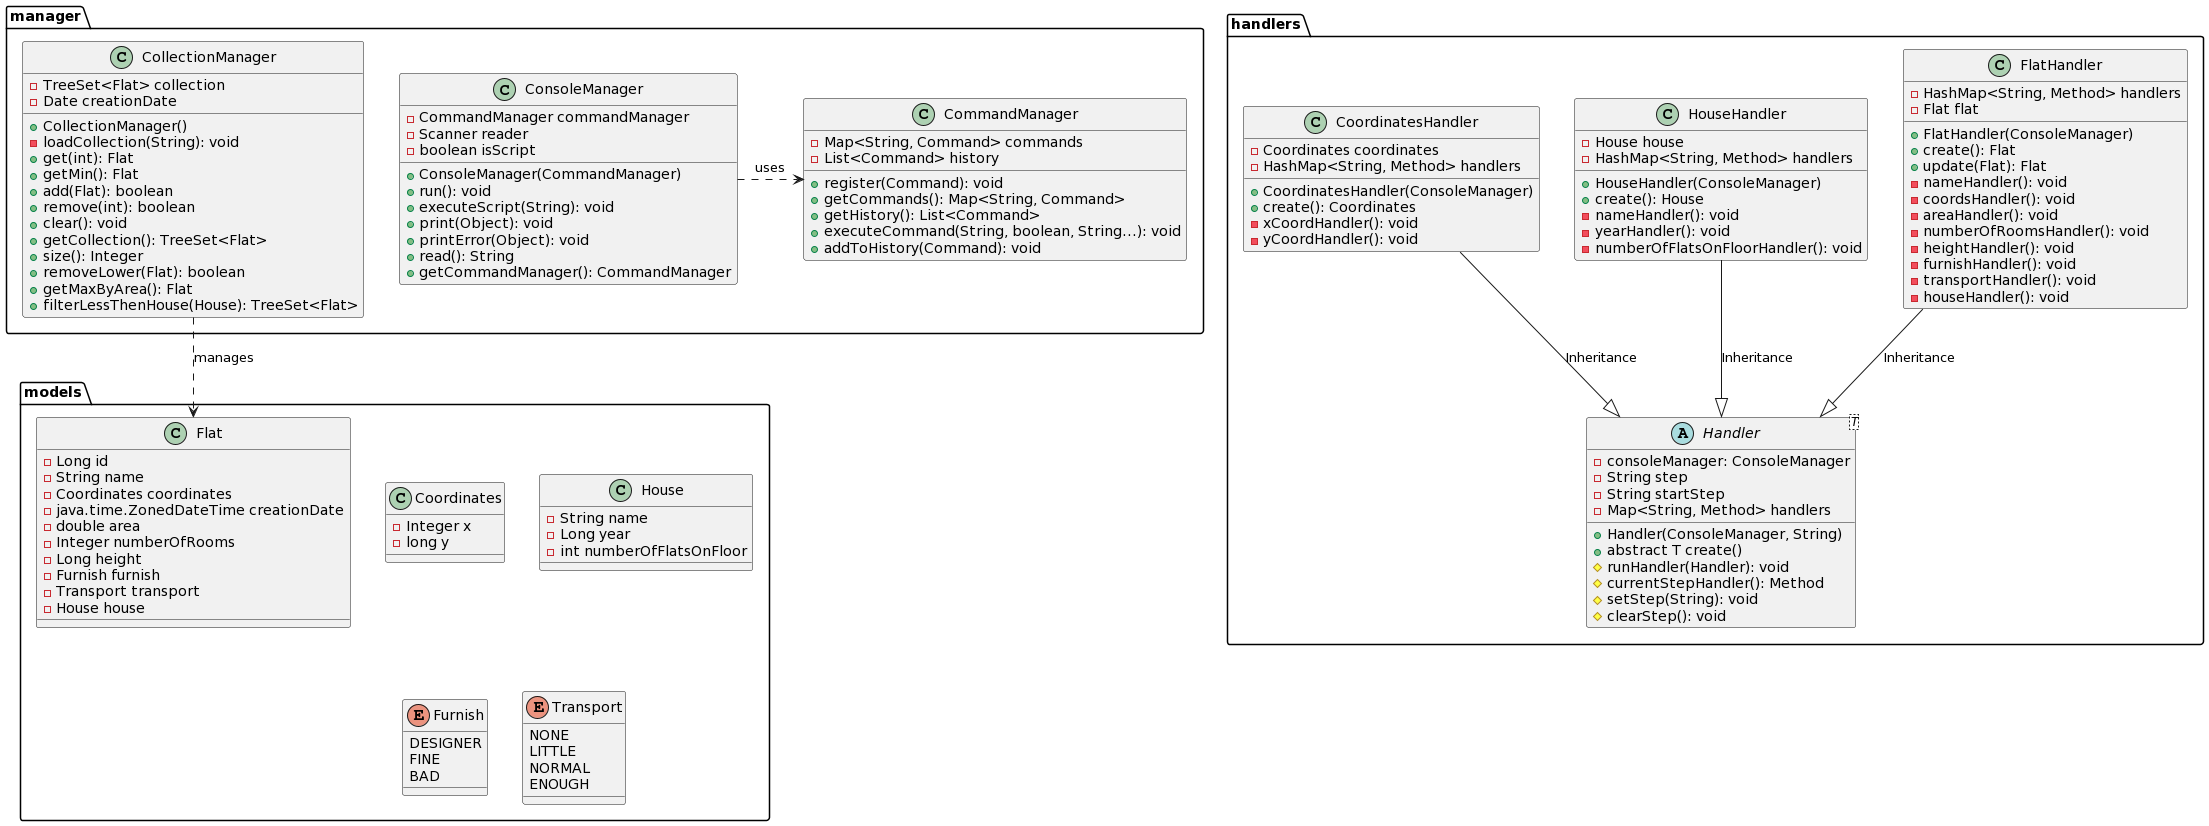 manager
C CollectionManager
TreeSet<Flat> collection
Date creationDate
CollectionManager()
loadCollection(String): void
get(int): Flat
getMin(): Flat
add(Flat): boolean
remove(int): boolean
clear(): void
getCollection(): TreeSet<Flat>
size(): Integer
removeLower(Flat): boolean
getMaxByArea(): Flat
filterLessThenHouse(House): TreeSet<Flat>
C ConsoleManager
CommandManager commandManager
Scanner reader
boolean isScript
ConsoleManager(CommandManager)
run(): void
executeScript(String): void
print(Object): void
printError(Object): void
read(): String
getCommandManager(): CommandManager
uses
C CommandManager
Map<String, Command> commands
List<Command> history
register(Command): void
getCommands(): Map<String, Command>
getHistory(): List<Command>
executeCommand(String, boolean, String...): void
addToHistory(Command): void
manages
models
C Flat
Long id
String name
Coordinates coordinates
java.time.ZonedDateTime creationDate
double area
Integer numberOfRooms
Long height
Furnish furnish
Transport transport
House house
C Coordinates
Integer x
long y
C House
String name
Long year
int numberOfFlatsOnFloor
E Furnish
DESIGNER
FINE
BAD
E Transport
NONE
LITTLE
NORMAL
ENOUGH
handlers
C CoordinatesHandler
Coordinates coordinates
HashMap<String, Method> handlers
CoordinatesHandler(ConsoleManager)
create(): Coordinates
xCoordHandler(): void
yCoordHandler(): void
C HouseHandler
House house
HashMap<String, Method> handlers
HouseHandler(ConsoleManager)
create(): House
nameHandler(): void
yearHandler(): void
numberOfFlatsOnFloorHandler(): void
C FlatHandler
HashMap<String, Method> handlers
Flat flat
FlatHandler(ConsoleManager)
create(): Flat
update(Flat): Flat
nameHandler(): void
coordsHandler(): void
areaHandler(): void
numberOfRoomsHandler(): void
heightHandler(): void
furnishHandler(): void
transportHandler(): void
houseHandler(): void
Inheritance
Inheritance
Inheritance
A Handler
T
consoleManager: ConsoleManager
String step
String startStep
Map<String, Method> handlers
Handler(ConsoleManager, String)
abstract T create()
runHandler(Handler): void
currentStepHandler(): Method
setStep(String): void
clearStep(): void